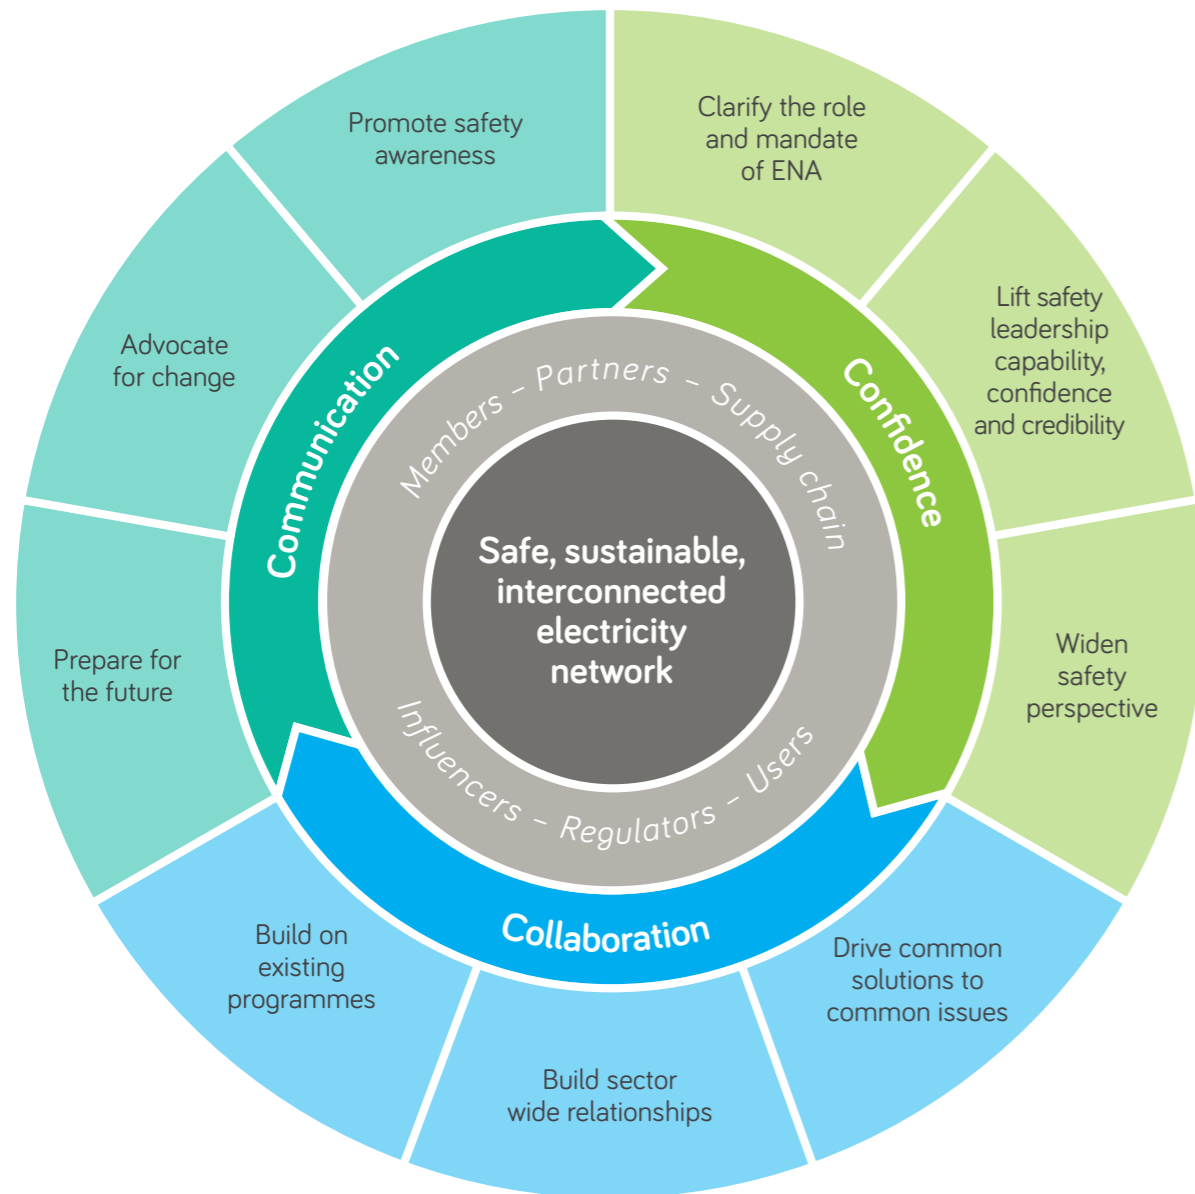 Promote safety
awareness
Clarify the role
and mandate
of ENA
Lift safety
leadership
capability,
confidence
and credibility
Widen
safety
perspective
Drive common
solutions to
common issues
Build sector
wide relationships
Build on
existing
programmes
Prepare for
the future
Advocate
for change
Communication
Confidence
Collaboration
Members – Partners – Supply chain
Influencers – Regulators – Users
Safe, sustainable,
interconnected
electricity
network